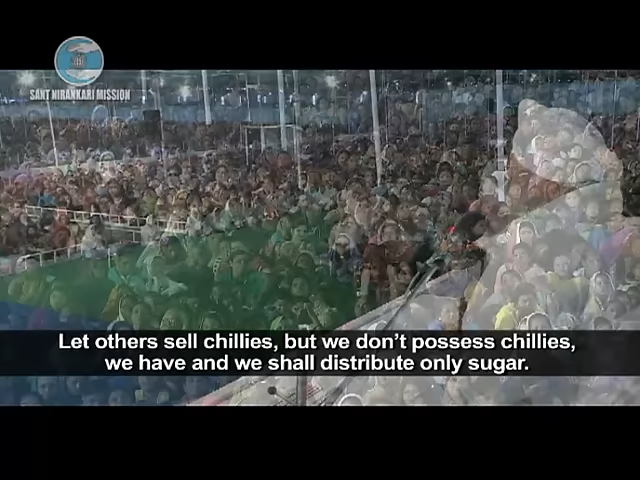 SANT NIRANKARI MISSION
Let others sell chillies, but we don't possess chillies,
we have and we shall distribute only sugar.